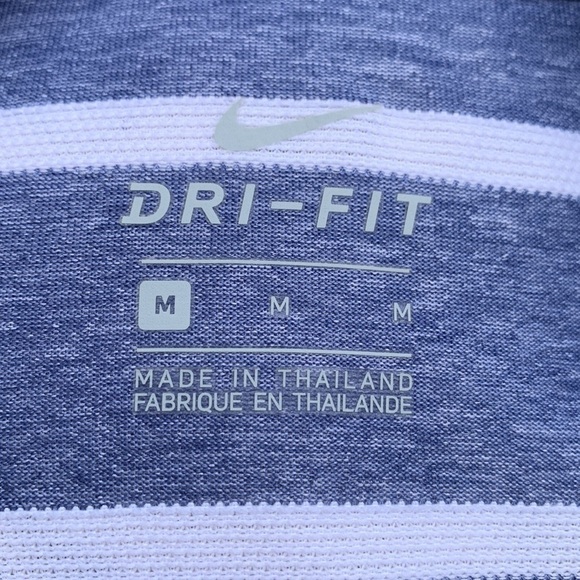 DRI-FIT
M M M
MADE IN THAILAND
FABRIQUE EN THAILANDE